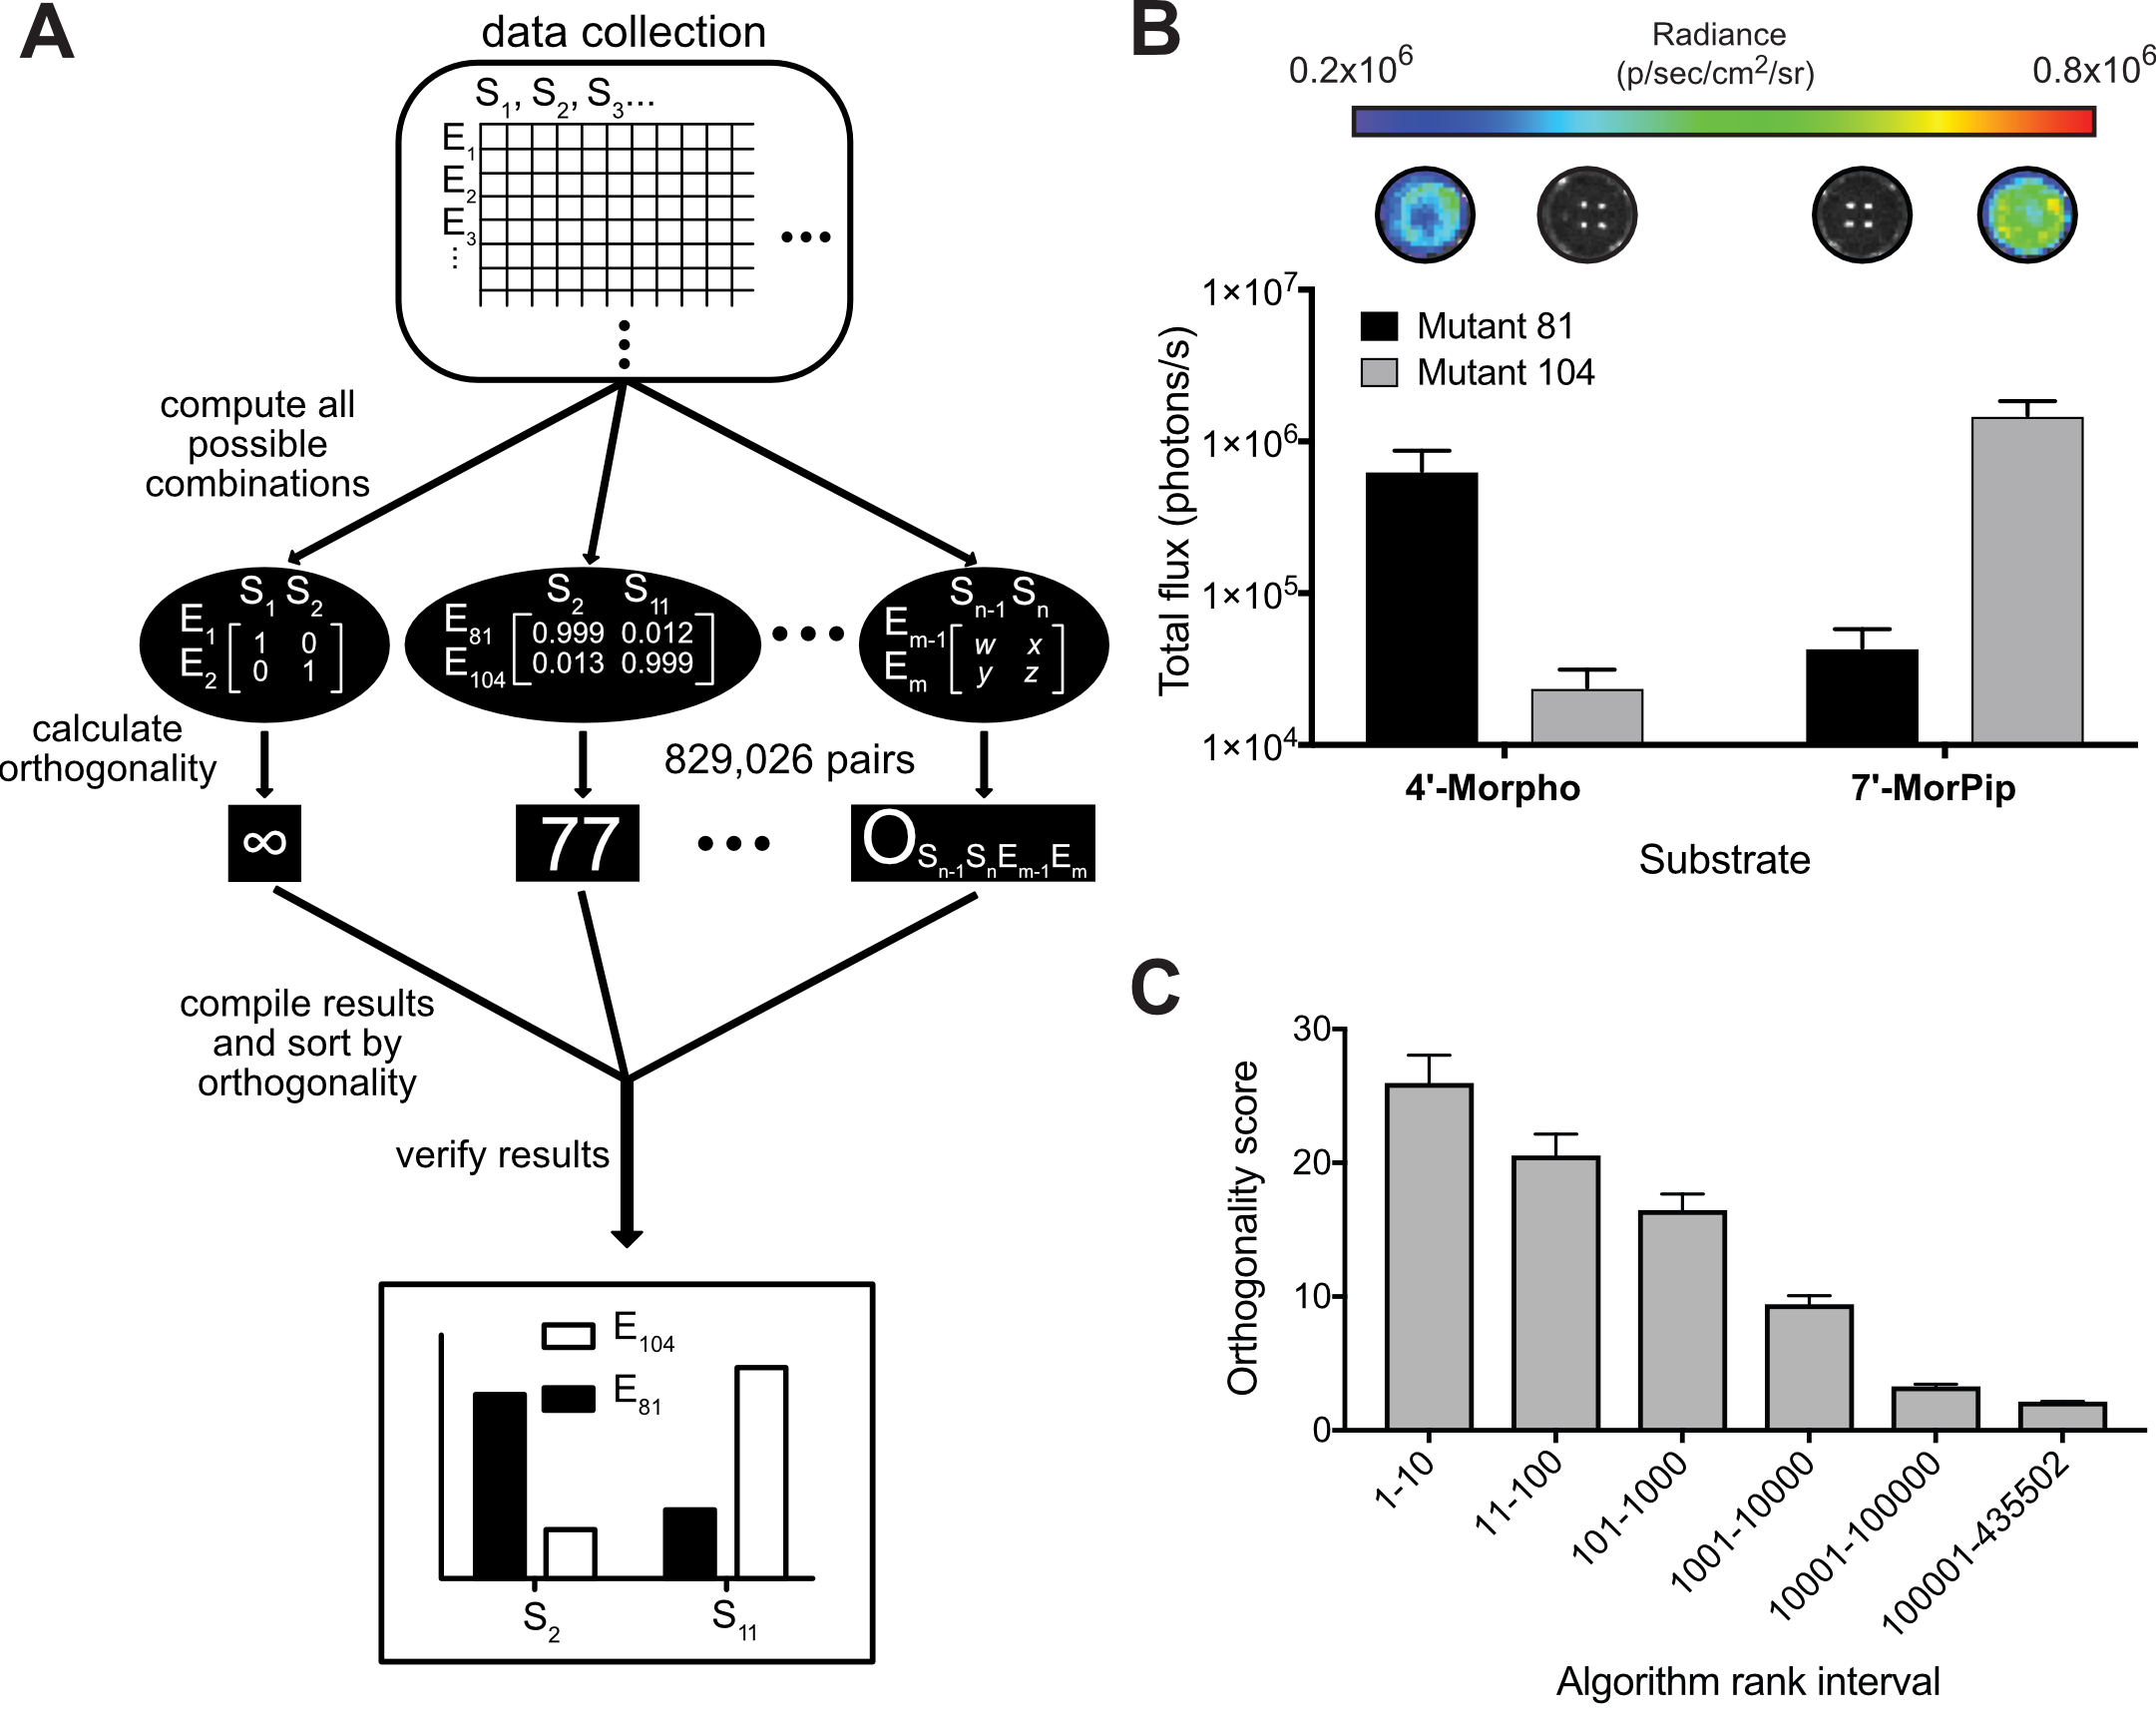 A
data collection
S1, S2, S3...
E1
E2
E3
⋮
compute all
possible
combinations
S1 S2
E1 [ 1 0 ]
E2 [ 0 1 ]
S2 S11
E81 [ 0.999 0.012 ]
E104 [ 0.013 0.999 ]
Sn-1 Sn
Em-1 [ w x ]
Em [ y z ]
calculate
orthogonality
829,026 pairs
∞
77
OSn-1SnEm-1Em
compile results
and sort by
orthogonality
verify results
E104
E81
S2
S11
B
Radiance
(p/sec/cm²/sr)
0.2x10⁶
0.8x10⁶
1×10⁷
1×10⁶
1×10⁵
1×10⁴
Total flux (photons/s)
Mutant 81
Mutant 104
4'-Morpho
7'-MorPip
Substrate
C
Orthogonality score
30
20
10
0
1-10
11-100
101-1000
1001-10000
10001-100000
100001-435502
Algorithm rank interval